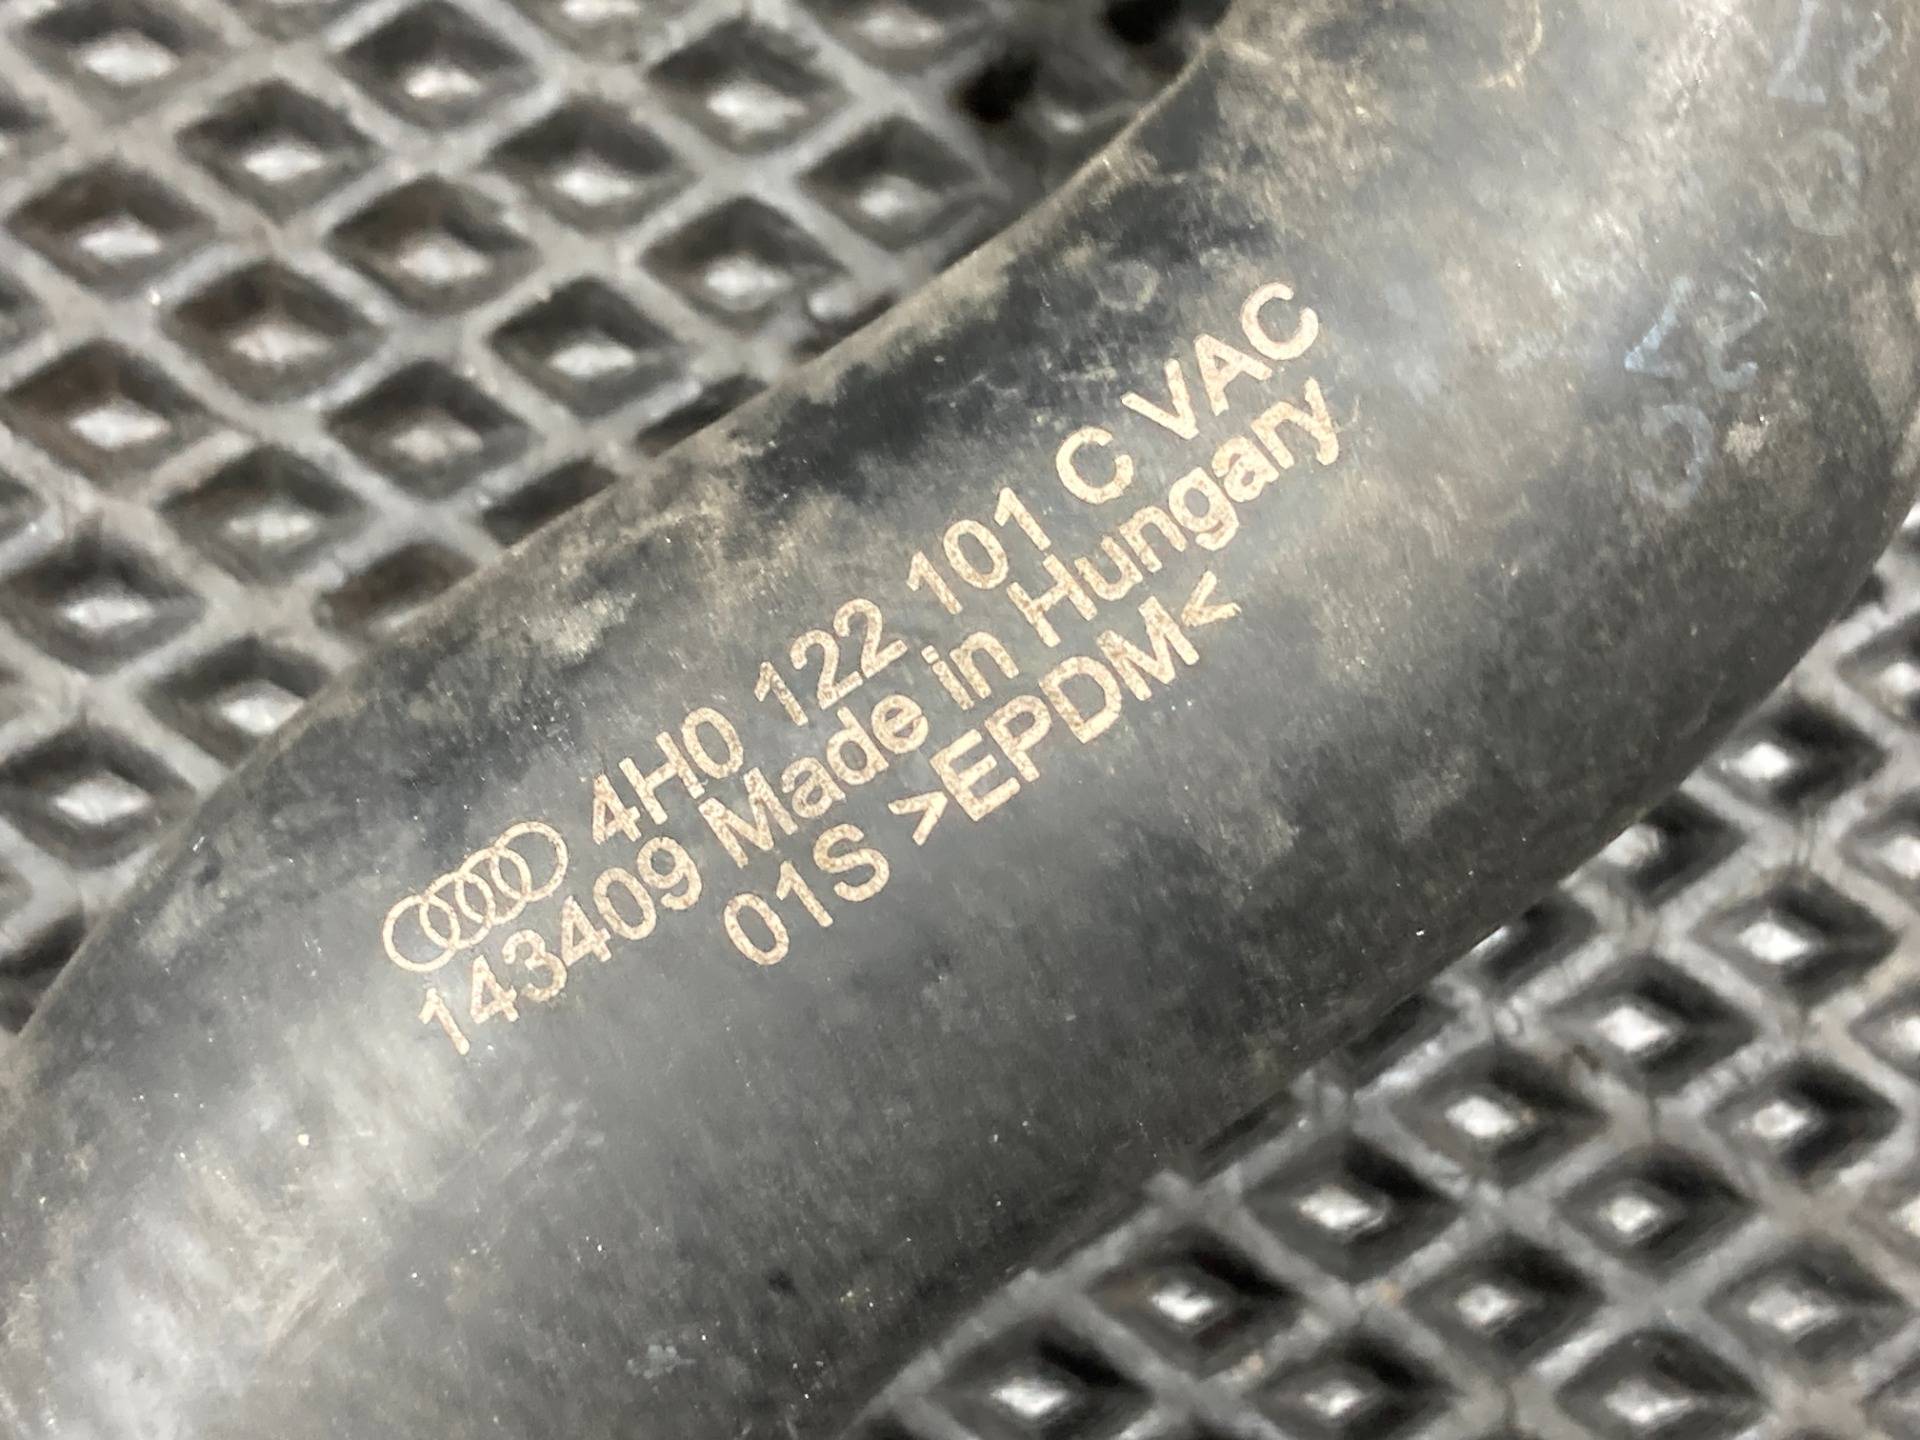 4H0 122 101 C VAC
143409 Made in Hungary
01S >EPDM<